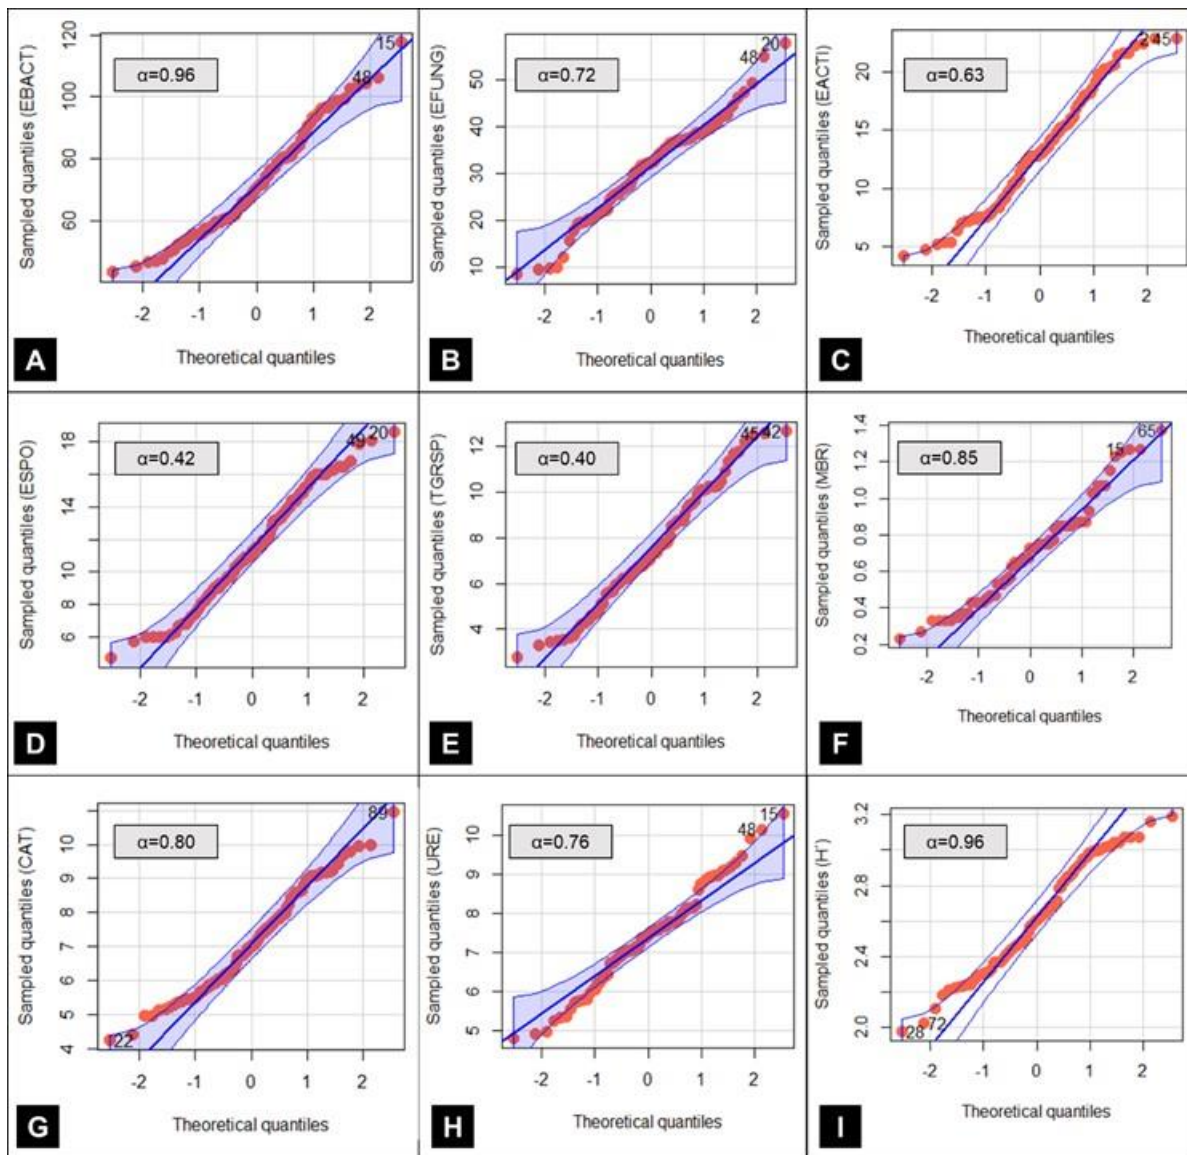 Sampled quantiles (EBACT)
120
100
80
60
α=0.96
15
48
-2 -1 0 1 2
Theoretical quantiles
A
Sampled quantiles (EFUNG)
50
40
30
20
10
α=0.72
20
48
-2 -1 0 1 2
Theoretical quantiles
B
Sampled quantiles (EACTI)
20
15
10
5
α=0.63
45
-2 -1 0 1 2
Theoretical quantiles
C
Sampled quantiles (ESPO)
18
14
10
8
6
α=0.42
20
49
-2 -1 0 1 2
Theoretical quantiles
D
Sampled quantiles (TGRSP)
12
10
8
6
4
α=0.40
45 42
-2 -1 0 1 2
Theoretical quantiles
E
Sampled quantiles (MBR)
1.4
1.2
1.0
0.8
0.6
0.4
0.2
α=0.85
65
15
-2 -1 0 1 2
Theoretical quantiles
F
Sampled quantiles (CAT)
10
9
8
7
6
5
4
α=0.80
89
22
-2 -1 0 1 2
Theoretical quantiles
G
Sampled quantiles (URE)
10
9
8
7
6
5
α=0.76
15
48
-2 -1 0 1 2
Theoretical quantiles
H
Sampled quantiles (H')
3.2
2.8
2.4
2.0
α=0.96
28 72
-2 -1 0 1 2
Theoretical quantiles
I